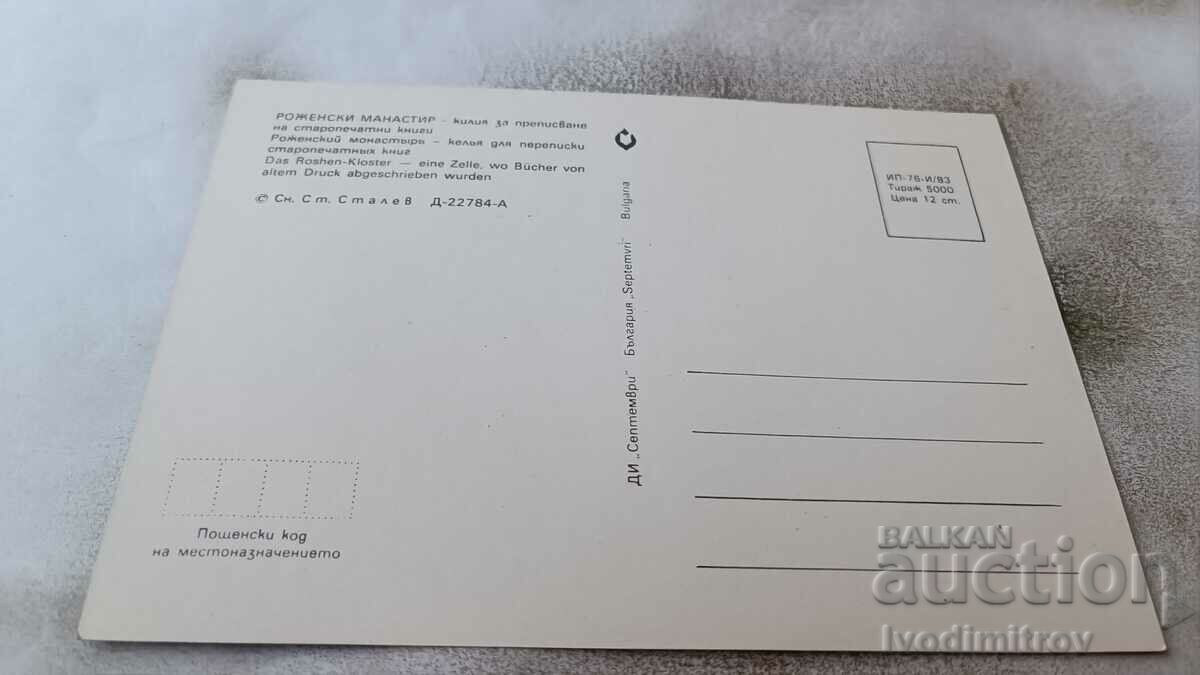 РОЖЕНСКИ МАНАСТИР - килия за преписване
на старопечатни книги
Роженский монастырь - келья для переписки
старопечатных книг
Das Roshen-Kloster — eine Zelle, wo Bücher von
altem Druck abgeschrieben wurden
© Сн. Ст. Сталев Д-22784-А
ДИ „Септември" България „Septemvri" Bulgaria
ИП-76-И/83
Тираж 5000
Цена 12 ст.
Пощенски код
на местоназначението
BALKAN
auction
Ivodimitrov